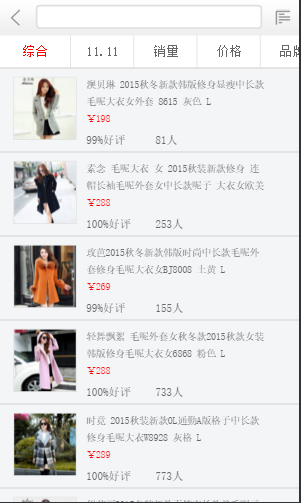 综合 11.11 销量 价格 品牌
澳贝琳 2015秋冬新款韩版修身显瘦中长款
毛呢大衣女外套 8615 灰色 L
￥198
99%好评 81人
素念 毛呢大衣 女 2015秋装新款修身 连
帽长袖毛呢外套女中长款呢子 大衣女欧美
￥288
100%好评 253人
玫芭2015秋冬新款韩版时尚中长款毛呢外
套修身毛呢大衣女BJ8008 土黄 L
￥269
99%好评 155人
轻舞飘絮 毛呢外套女秋冬款2015秋款女装
韩版修身毛呢大衣女6868 粉色 L
￥288
100%好评 733人
时竞 2015秋装新款OL通勤A版格子中长款
修身毛呢大衣W8928 灰格 L
￥289
100%好评 773人